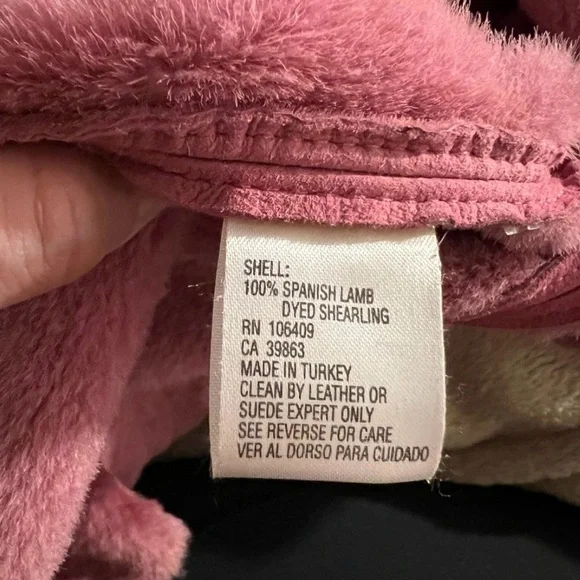 SHELL:
100% SPANISH LAMB
DYED SHEARLING
RN 106409
CA 39863
MADE IN TURKEY
CLEAN BY LEATHER OR
SUEDE EXPERT ONLY
SEE REVERSE FOR CARE
VER AL DORSO PARA CUIDADO